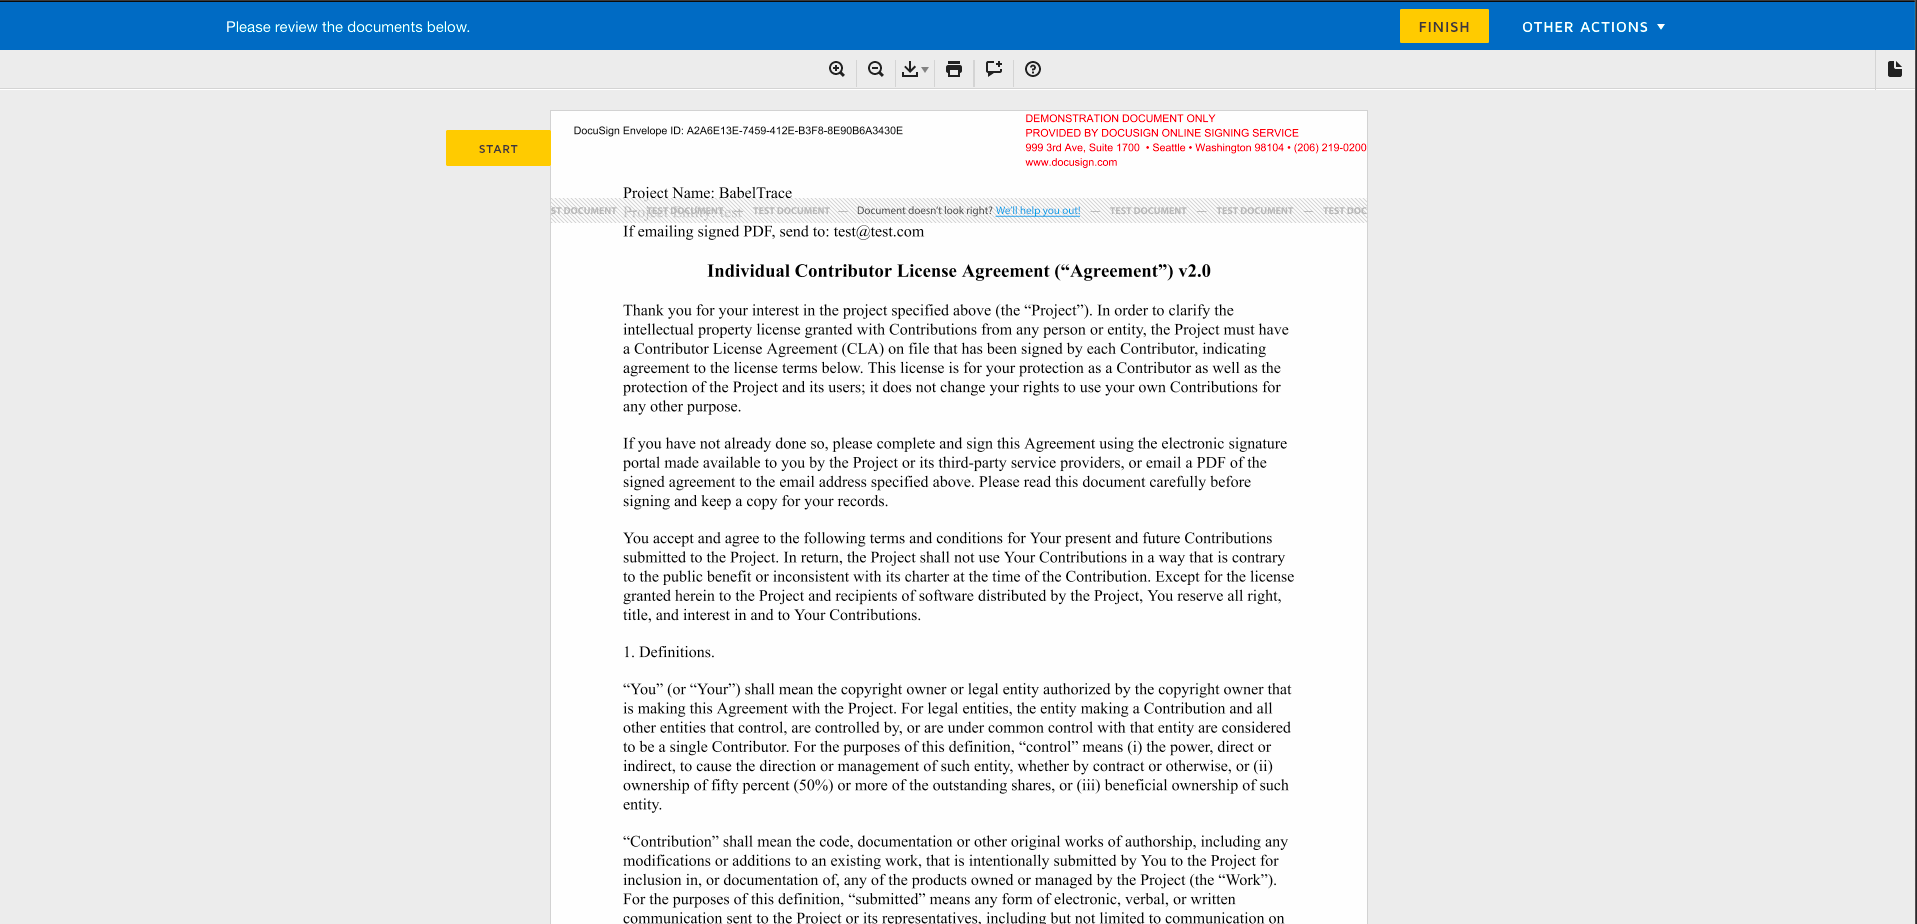 Please review the documents below.
FINISH
OTHER ACTIONS
START
DocuSign Envelope ID: A2A6E13E-7459-412E-B3F8-8E90B6A3430E
DEMONSTRATION DOCUMENT ONLY
PROVIDED BY DOCUSIGN ONLINE SIGNING SERVICE
999 3rd Ave, Suite 1700 • Seattle • Washington 98104 • (206) 219-0200
www.docusign.com
Project Name: BabelTrace
Project Entity: test
ST DOCUMENT — TEST DOCUMENT — TEST DOCUMENT — Document doesn't look right? We'll help you out! — TEST DOCUMENT — TEST DOCUMENT — TEST DOC
If emailing signed PDF, send to: test@test.com
Individual Contributor License Agreement (“Agreement”) v2.0
Thank you for your interest in the project specified above (the “Project”). In order to clarify the
intellectual property license granted with Contributions from any person or entity, the Project must have
a Contributor License Agreement (CLA) on file that has been signed by each Contributor, indicating
agreement to the license terms below. This license is for your protection as a Contributor as well as the
protection of the Project and its users; it does not change your rights to use your own Contributions for
any other purpose.
If you have not already done so, please complete and sign this Agreement using the electronic signature
portal made available to you by the Project or its third-party service providers, or email a PDF of the
signed agreement to the email address specified above. Please read this document carefully before
signing and keep a copy for your records.
You accept and agree to the following terms and conditions for Your present and future Contributions
submitted to the Project. In return, the Project shall not use Your Contributions in a way that is contrary
to the public benefit or inconsistent with its charter at the time of the Contribution. Except for the license
granted herein to the Project and recipients of software distributed by the Project, You reserve all right,
title, and interest in and to Your Contributions.
1. Definitions.
“You” (or “Your”) shall mean the copyright owner or legal entity authorized by the copyright owner that
is making this Agreement with the Project. For legal entities, the entity making a Contribution and all
other entities that control, are controlled by, or are under common control with that entity are considered
to be a single Contributor. For the purposes of this definition, “control” means (i) the power, direct or
indirect, to cause the direction or management of such entity, whether by contract or otherwise, or (ii)
ownership of fifty percent (50%) or more of the outstanding shares, or (iii) beneficial ownership of such
entity.
“Contribution” shall mean the code, documentation or other original works of authorship, including any
modifications or additions to an existing work, that is intentionally submitted by You to the Project for
inclusion in, or documentation of, any of the products owned or managed by the Project (the “Work”).
For the purposes of this definition, “submitted” means any form of electronic, verbal, or written
communication sent to the Project or its representatives, including but not limited to communication on